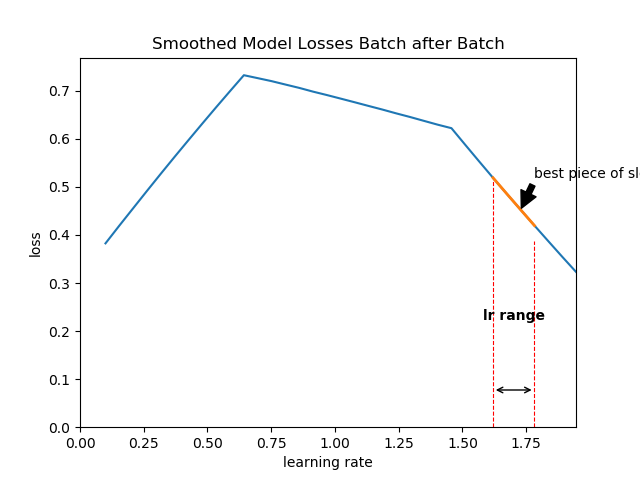 Smoothed Model Losses Batch after Batch
0.7
0.6
0.5
0.4
0.3
0.2
0.1
0.0
loss
best piece of sl
lr range
0.00 0.25 0.50 0.75 1.00 1.25 1.50 1.75
learning rate